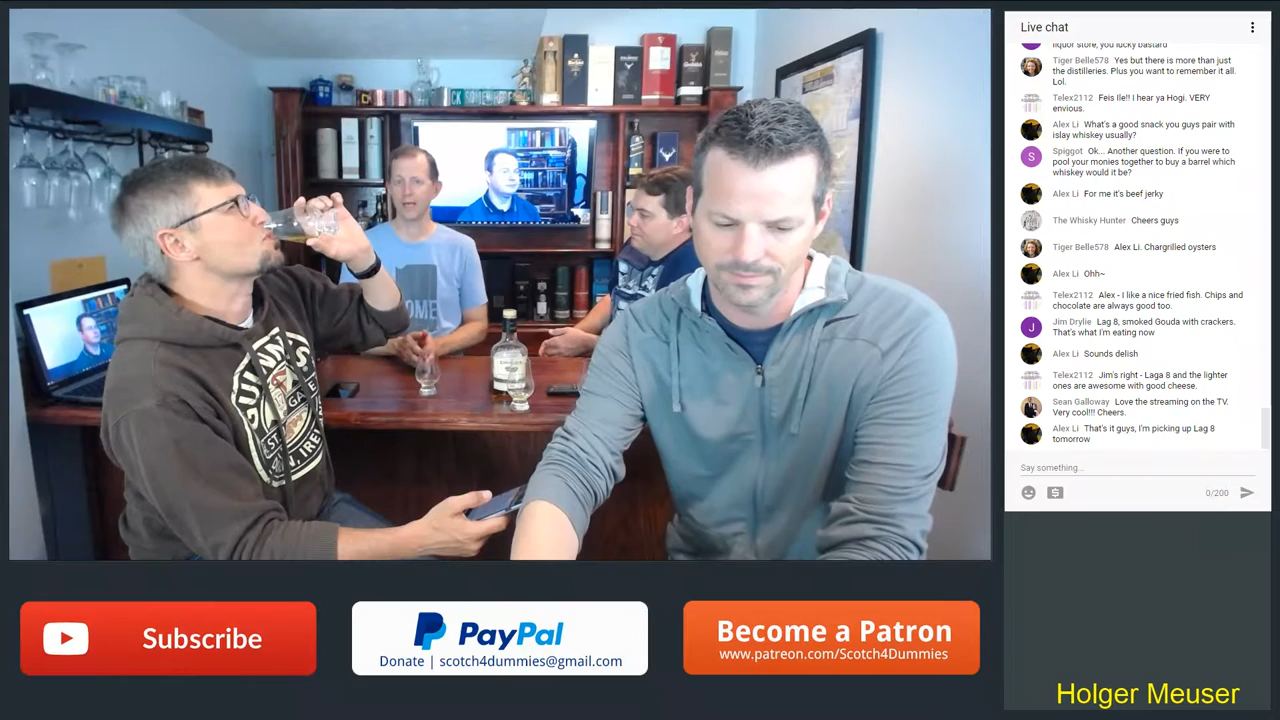 Live chat
liquor store, you lucky bastard
Tiger Belle578 Yes but there is more than just
the distilleries. Plus you want to remember it all.
Lol.
Telex2112 Feis Ile!! I hear ya Hogi. VERY
envious.
Alex Li What's a good snack you guys pair with
islay whiskey usually?
Spiggot Ok... Another question. If you were to
pool your monies together to buy a barrel which
whiskey would it be?
Alex Li For me it's beef jerky
The Whisky Hunter Cheers guys
Tiger Belle578 Alex Li. Chargrilled oysters
Alex Li Ohh~
Telex2112 Alex - I like a nice fried fish. Chips and
chocolate are always good too.
Jim Drylie Lag 8, smoked Gouda with crackers.
That's what I'm eating now
Alex Li Sounds delish
Telex2112 Jim's right - Laga 8 and the lighter
ones are awesome with good cheese.
Sean Galloway Love the streaming on the TV.
Very cool!!! Cheers.
Alex Li That's it guys, I'm picking up Lag 8
tomorrow
Say something...
0/200
S
J
GUINNESS
Subscribe
PayPal
Donate | scotch4dummies@gmail.com
Become a Patron
www.patreon.com/Scotch4Dummies
Holger Meuser